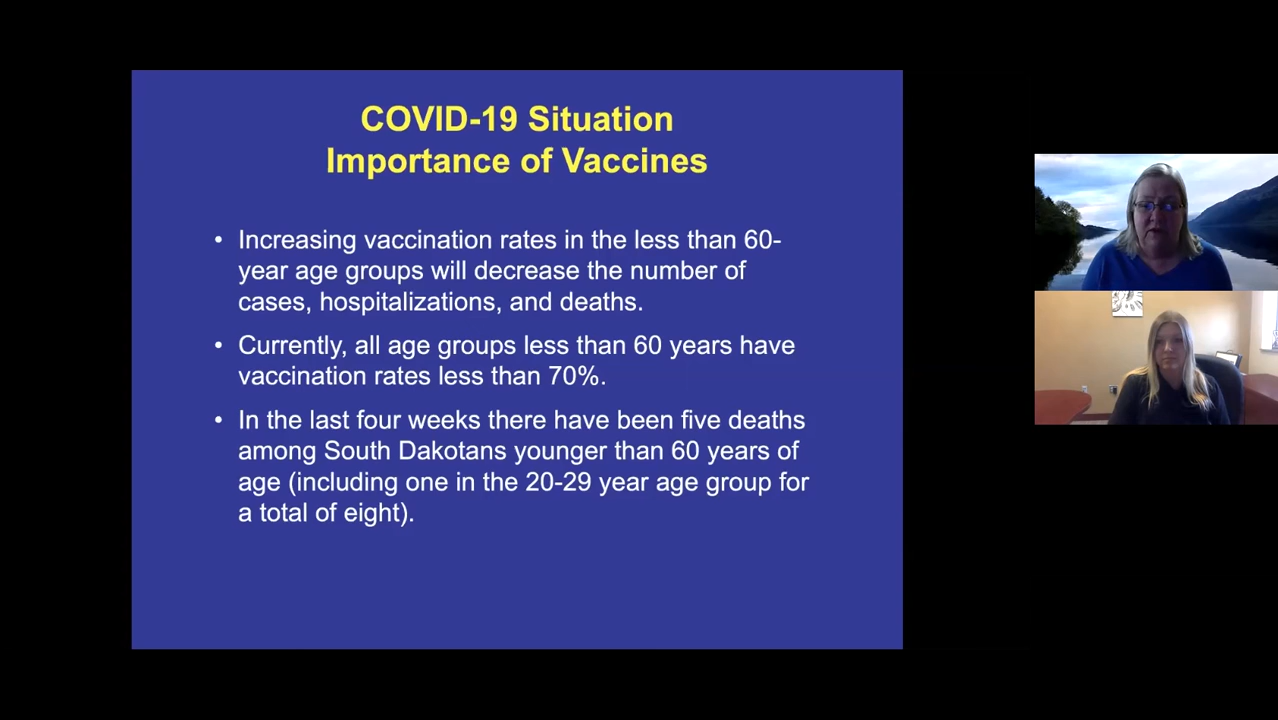 COVID-19 Situation
Importance of Vaccines
• Increasing vaccination rates in the less than 60-
year age groups will decrease the number of
cases, hospitalizations, and deaths.
• Currently, all age groups less than 60 years have
vaccination rates less than 70%.
• In the last four weeks there have been five deaths
among South Dakotans younger than 60 years of
age (including one in the 20-29 year age group for
a total of eight).